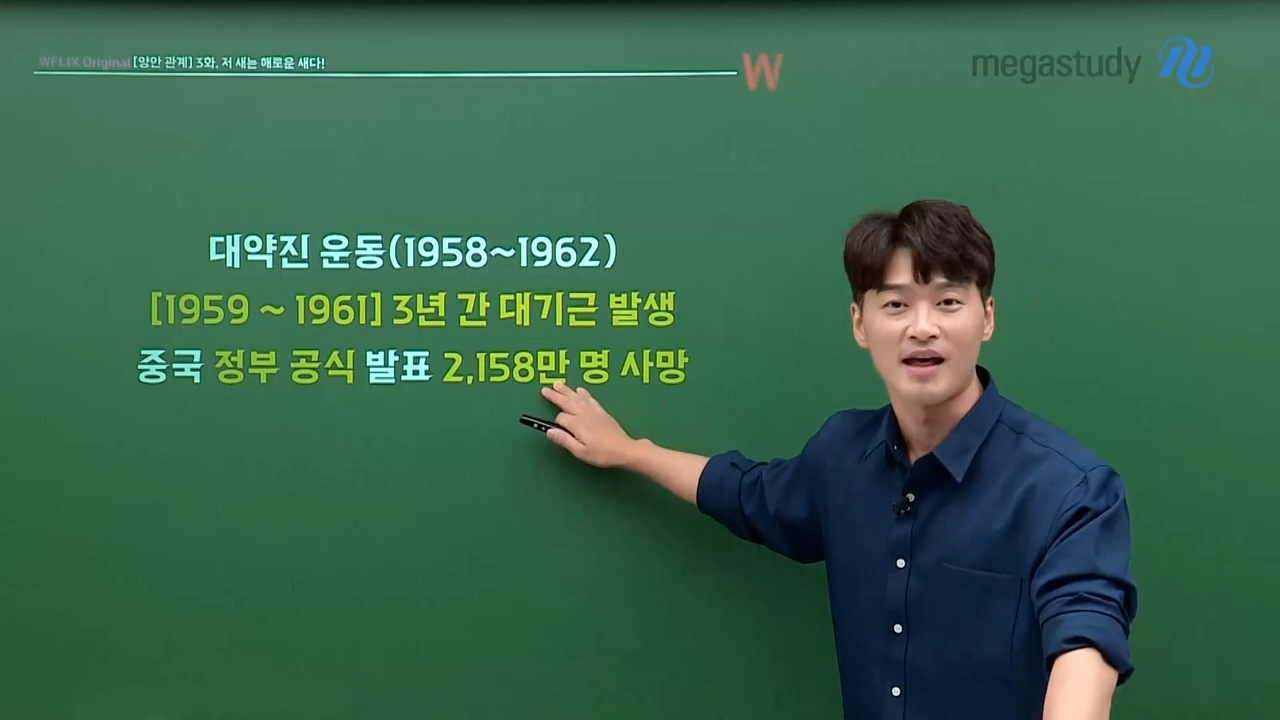 WFLIX Original [양안 관계] 3화. 저 새는 해로운 새다!
W
megastudy
대약진 운동(1958~1962)
[1959 ~ 1961] 3년 간 대기근 발생
중국 정부 공식 발표 2,158만 명 사망